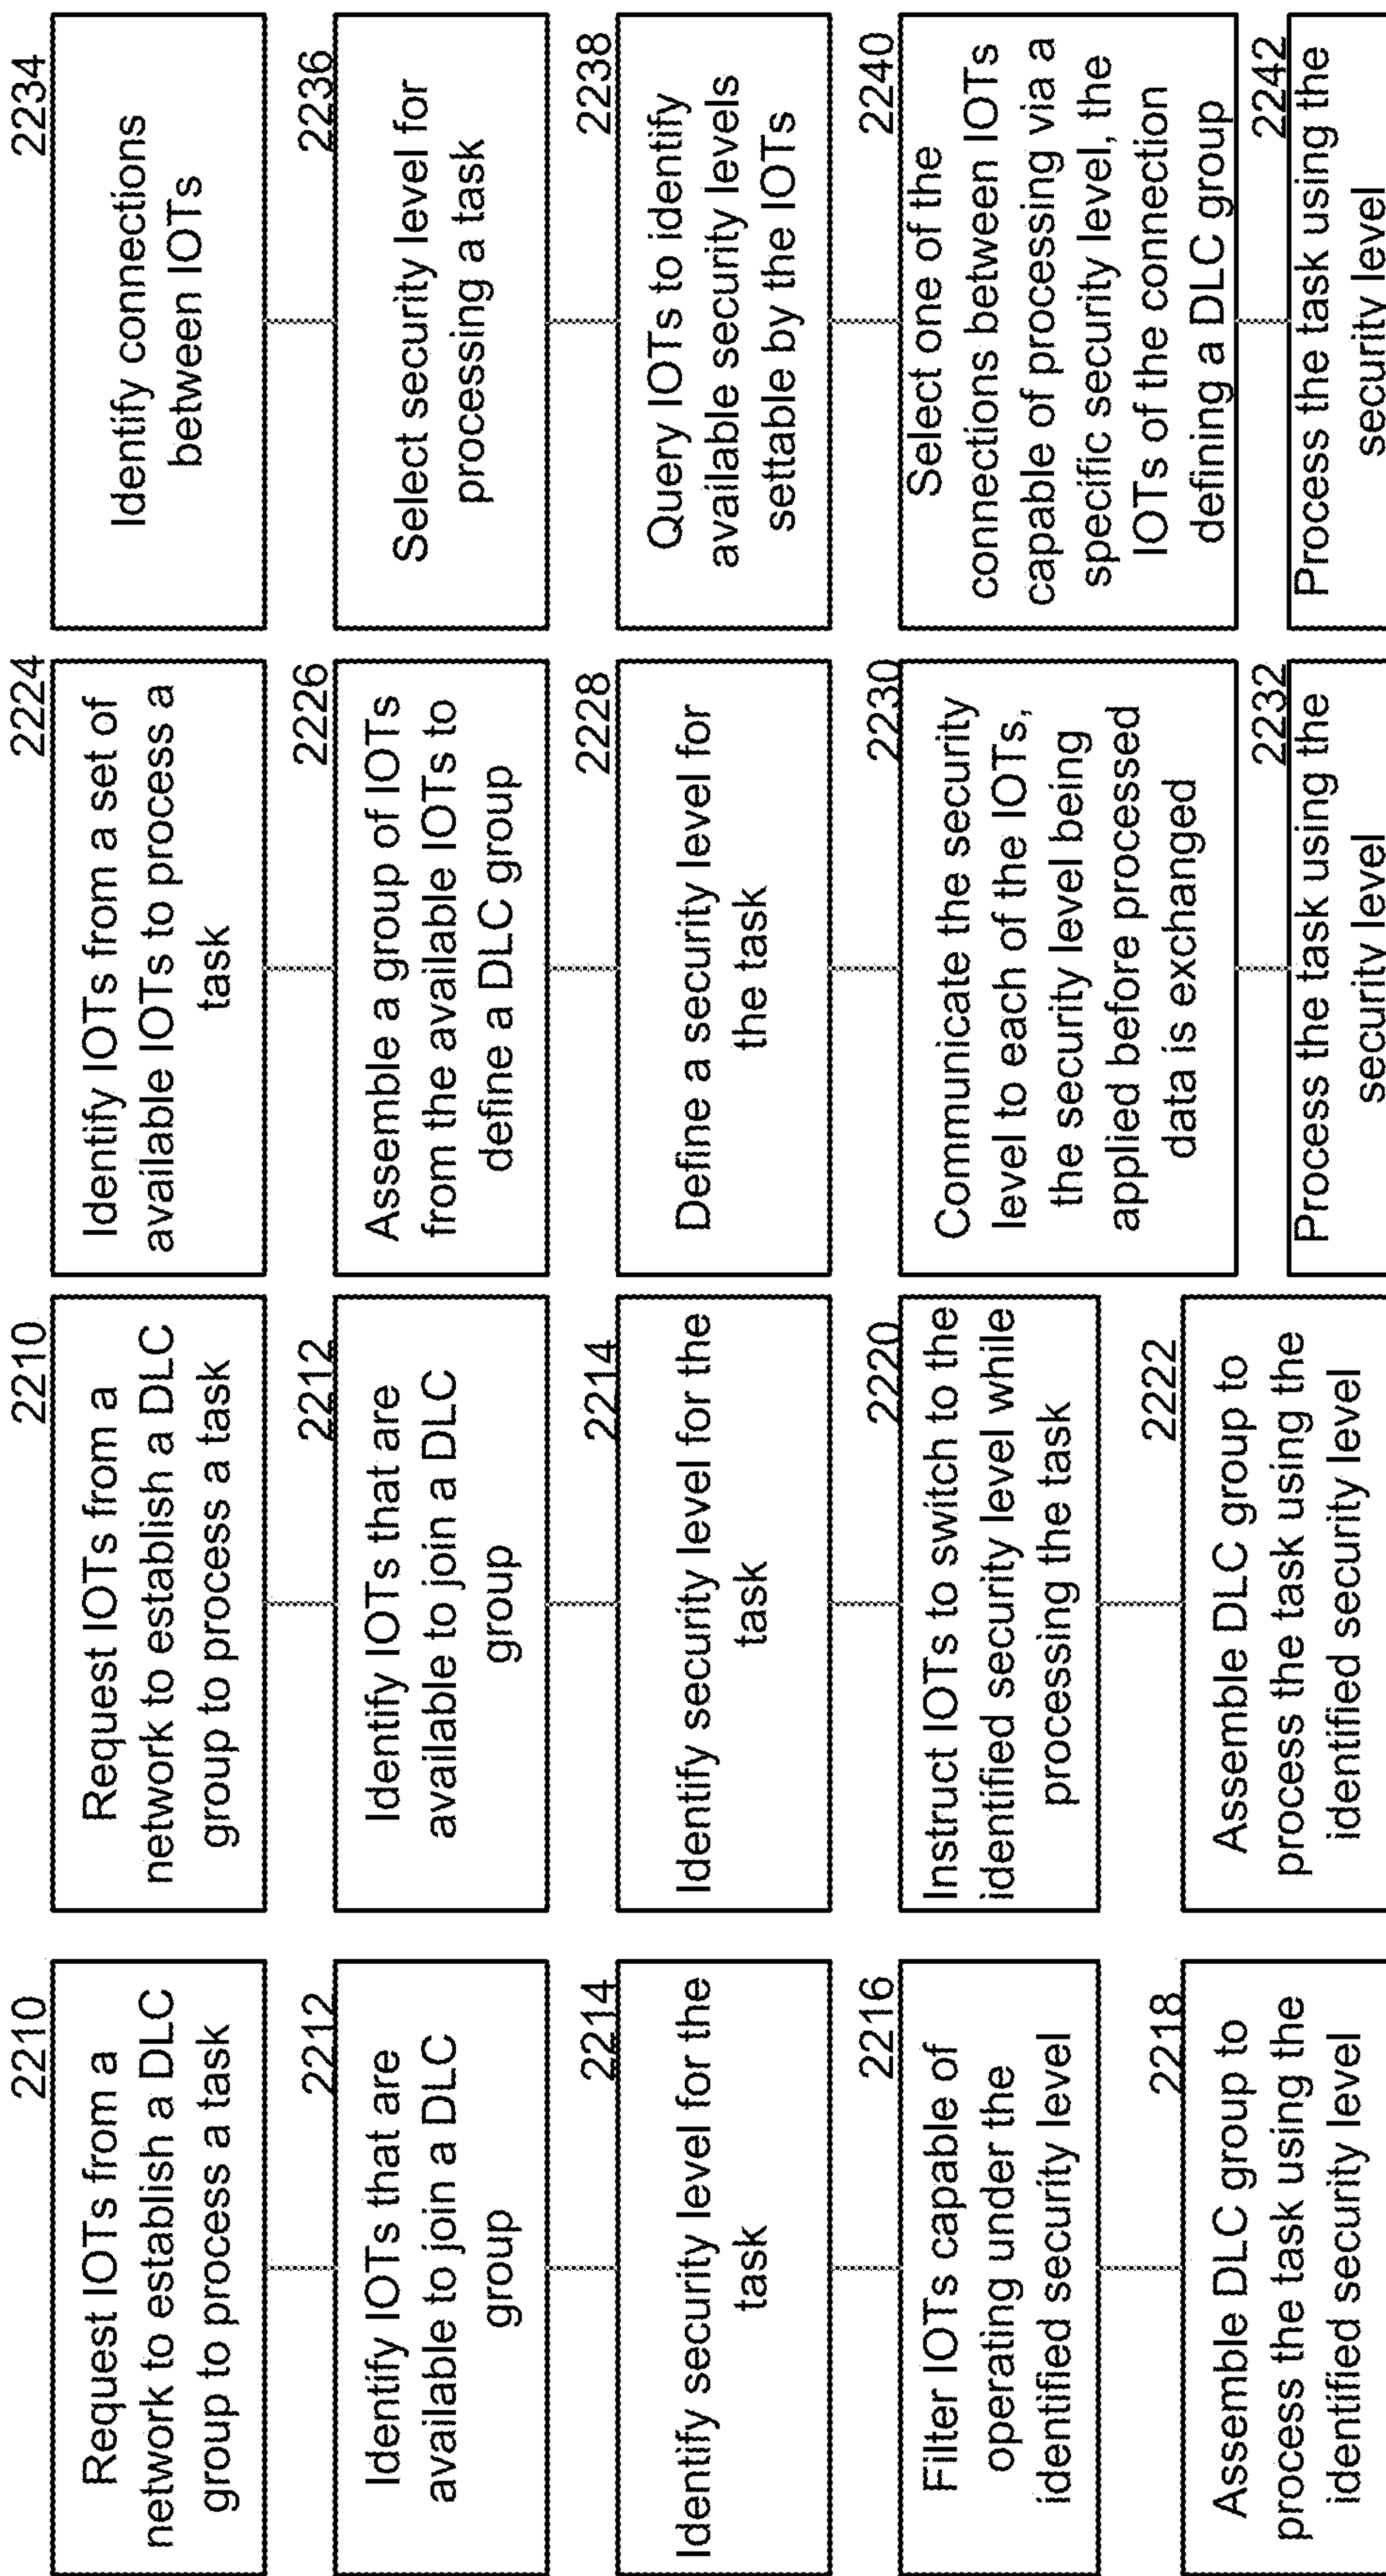 2210
Request IOTs from a
network to establish a DLC
group to process a task
2212
Identify IOTs that are
available to join a DLC
group
2214
Identify security level for the
task
2216
Filter IOTs capable of
operating under the
identified security level
2218
Assemble DLC group to
process the task using the
identified security level
2210
Request IOTs from a
network to establish a DLC
group to process a task
2212
Identify IOTs that are
available to join a DLC
group
2214
Identify security level for the
task
2220
Instruct IOTs to switch to the
identified security level while
processing the task
2222
Assemble DLC group to
process the task using the
identified security level
2224
Identify IOTs from a set of
available IOTs to process a
task
2226
Assemble a group of IOTs
from the available IOTs to
define a DLC group
2228
Define a security level for
the task
2230
Communicate the security
level to each of the IOTs,
the security level being
applied before processed
data is exchanged
2232
Process the task using the
security level
2234
Identify connections
between IOTs
2236
Select security level for
processing a task
2238
Query IOTs to identify
available security levels
settable by the IOTs
2240
Select one of the
connections between IOTs
capable of processing via a
specific security level, the
IOTs of the connection
defining a DLC group
2242
Process the task using the
security level